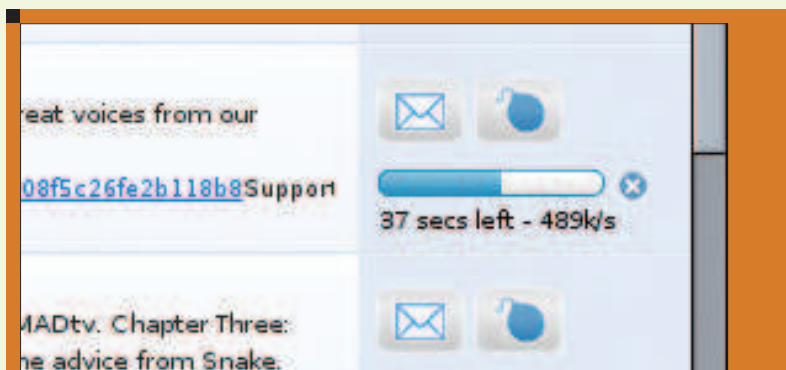 reat voices from our
08f5c26fe2b118b8Support
37 secs left - 489k/s
MADtv. Chapter Three:
ne advice from Snake.